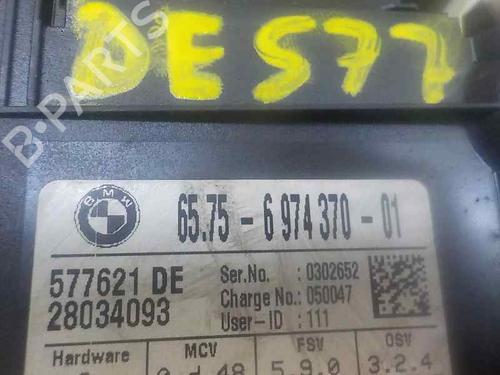 DE577
B-PARTS
BMW
65.75 - 6 974 370 - 01
577621 DE
28034093
Ser.No. : 0302652
Charge No.: 050047
User-ID : 111
Hardware
MCV
FSV
OSV
5.9.0
3.2.4